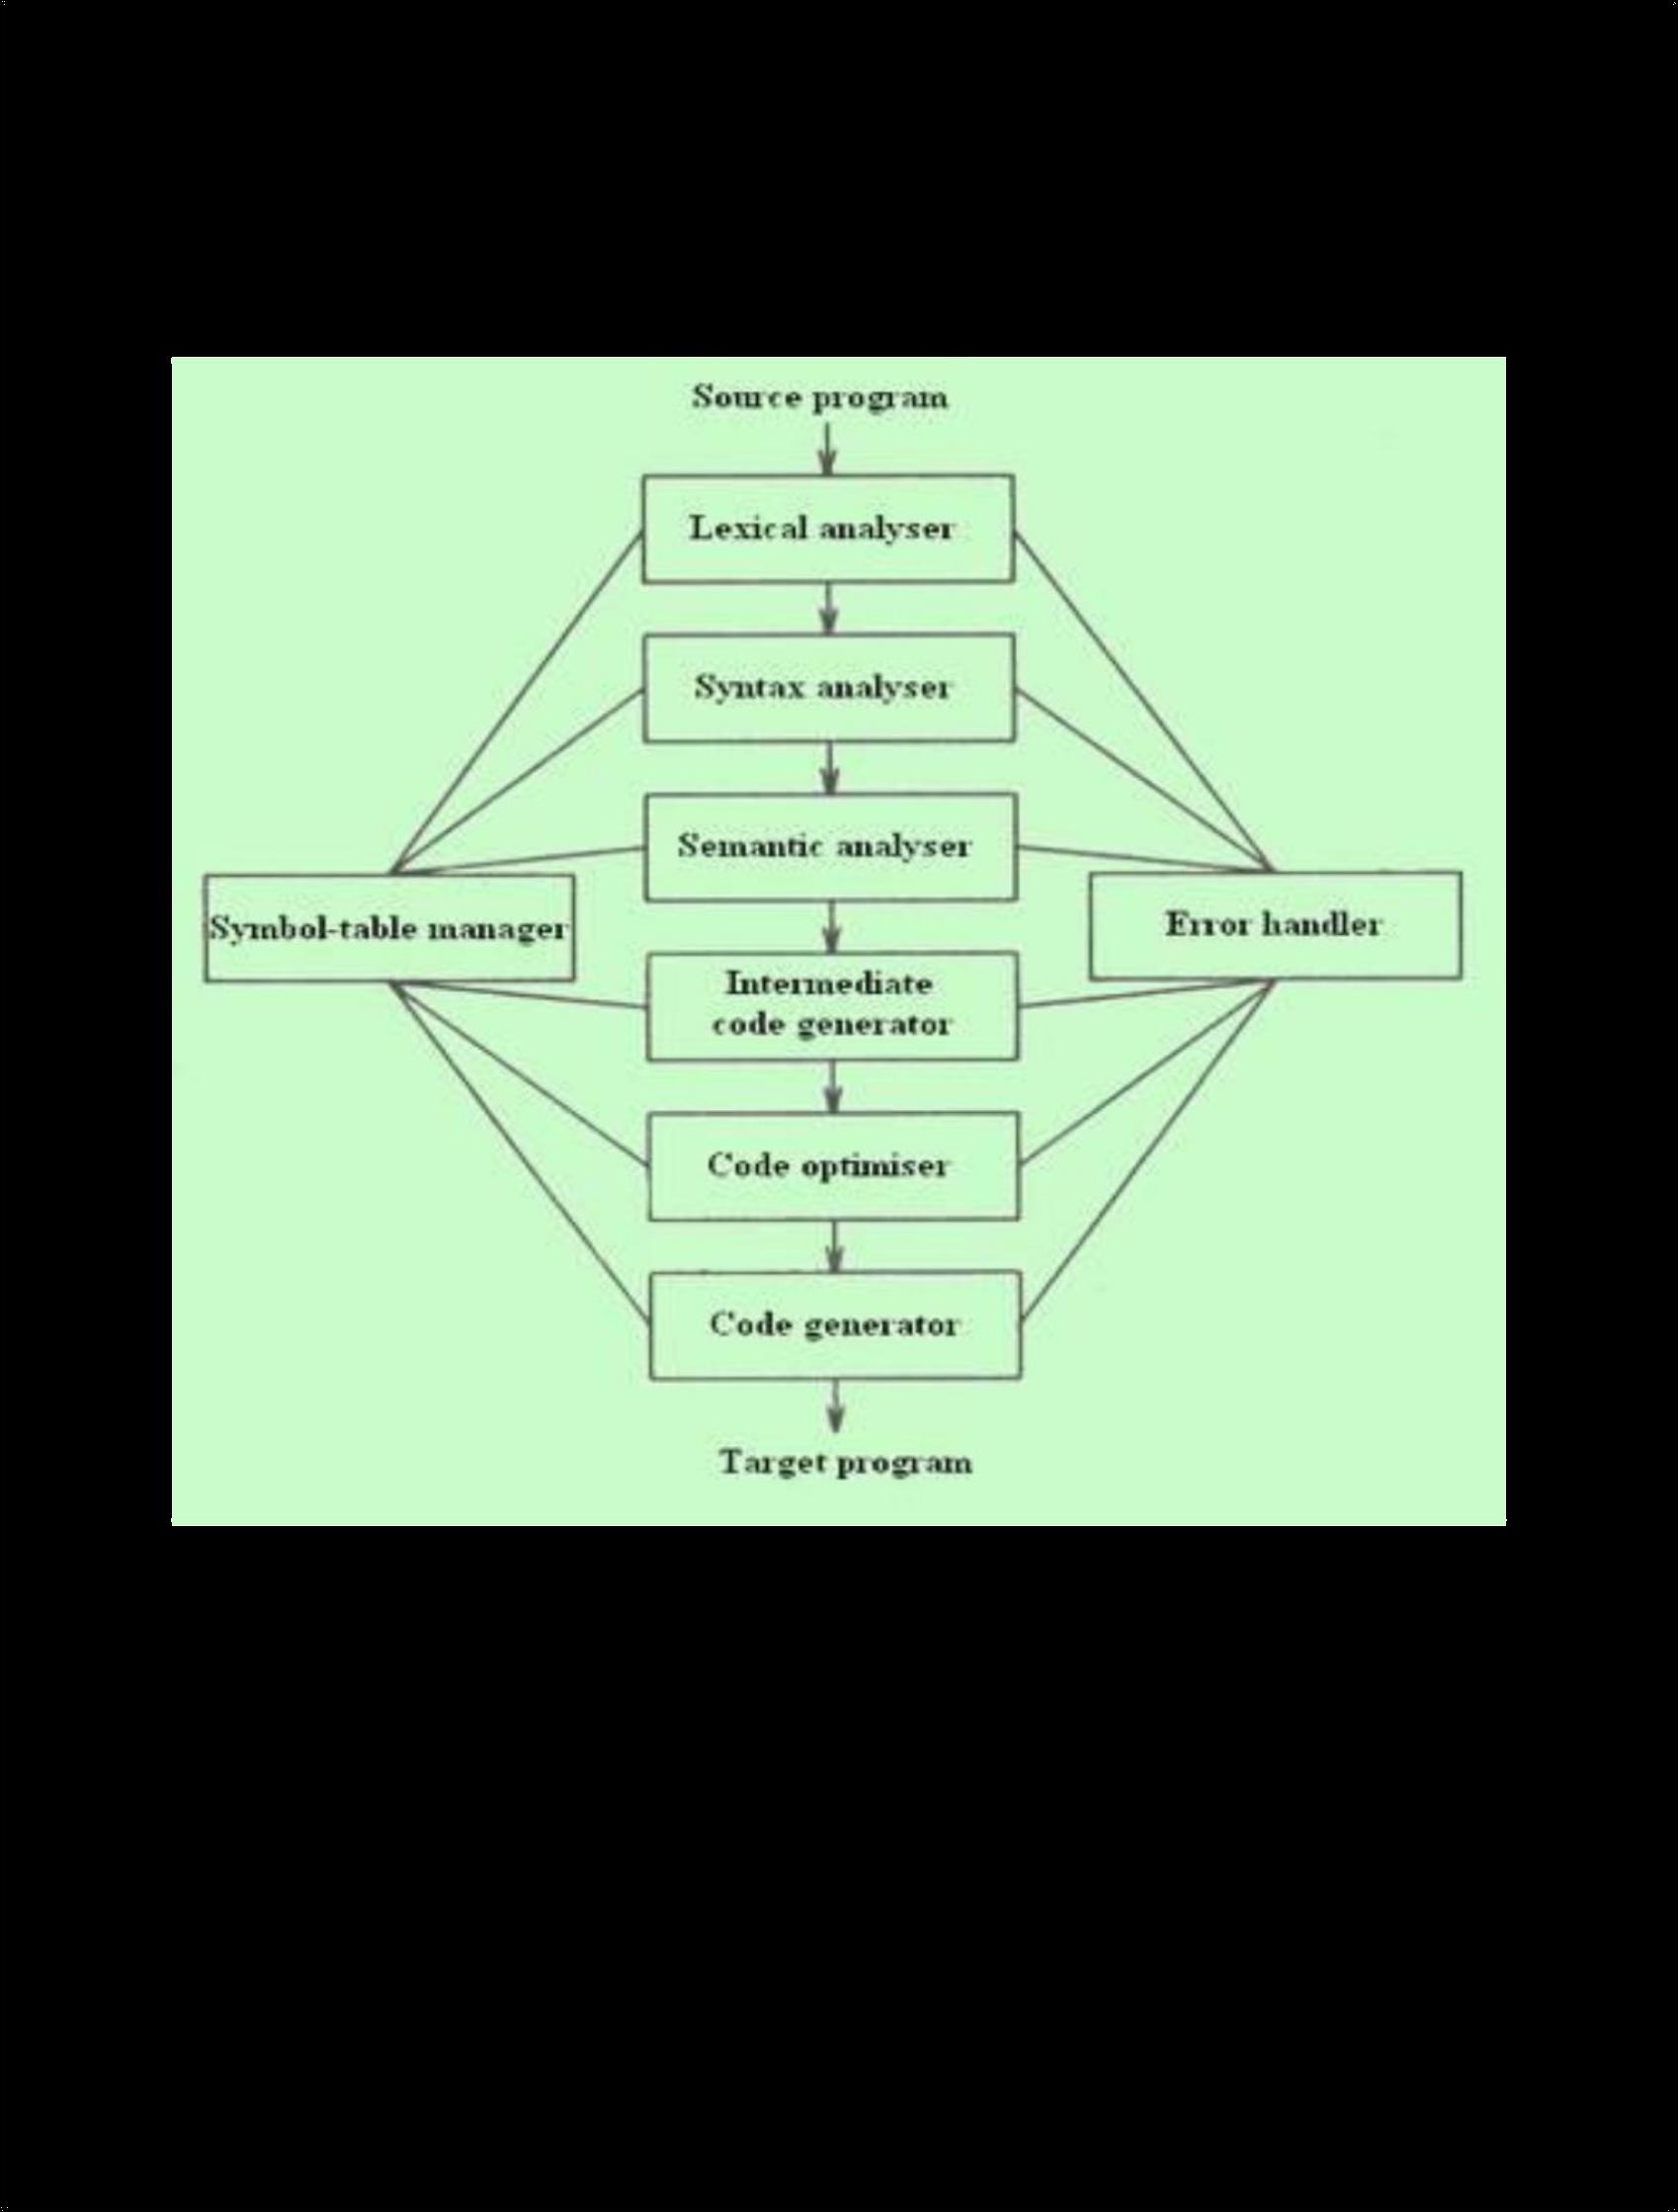 Source program
Lexical analyser
Syntax analyser
Semantic analyser
Symbol-table manager
Error handler
Intermediate
code generator
Code optimiser
Code generator
Target program